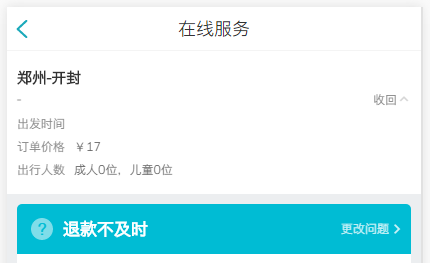 在线服务
郑州-开封
-
收回
出发时间
订单价格 ￥17
出行人数 成人0位，儿童0位
? 退款不及时 更改问题